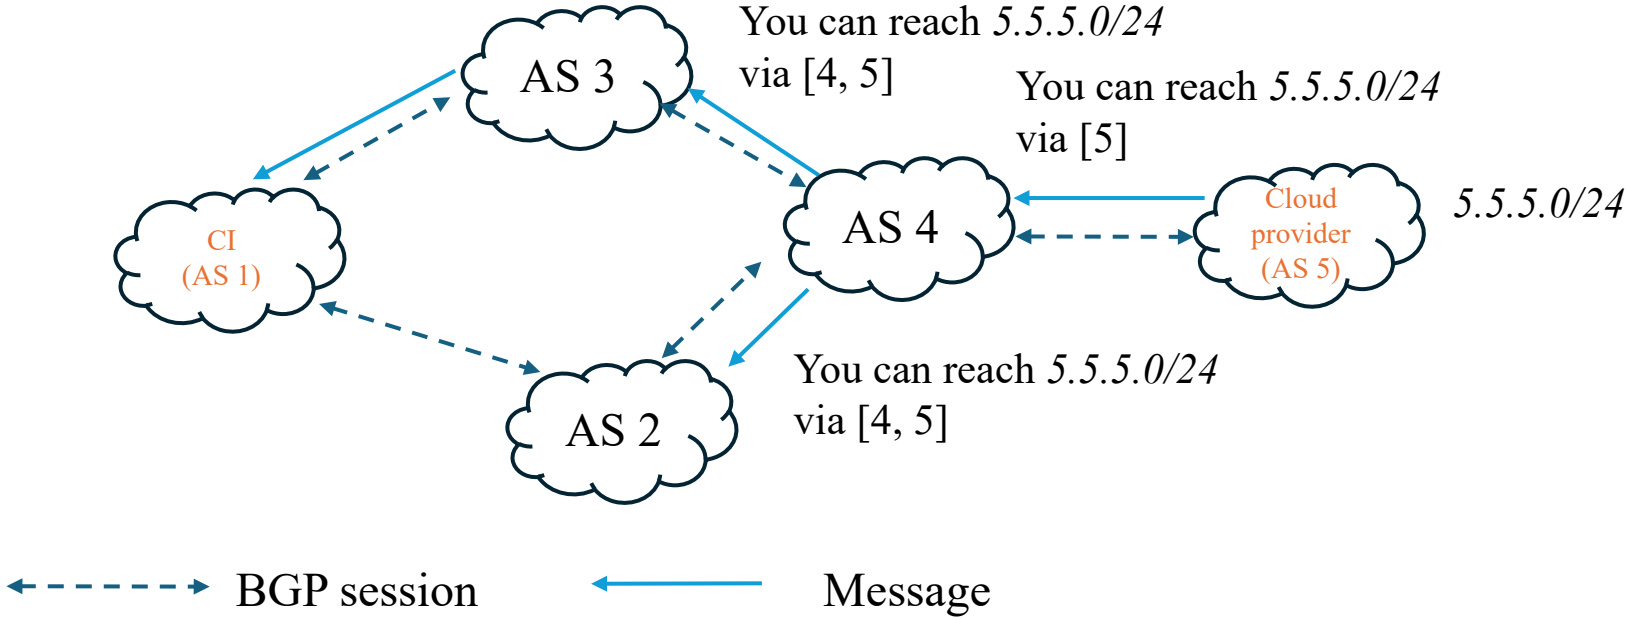 You can reach 5.5.5.0/24
via [4, 5]
AS 3
You can reach 5.5.5.0/24
via [5]
CI
(AS 1)
AS 4
Cloud
provider
(AS 5)
5.5.5.0/24
AS 2
You can reach 5.5.5.0/24
via [4, 5]
BGP session
Message